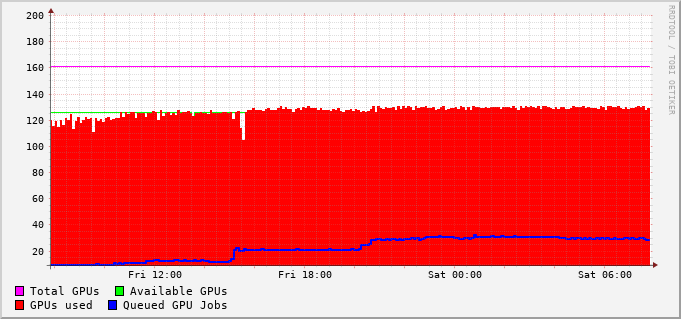 200
180
160
140
120
100
80
60
40
20
Fri 12:00 Fri 18:00 Sat 00:00 Sat 06:00
Total GPUs Available GPUs
GPUs used Queued GPU Jobs
RRDTOOL / TOBI OETIKER